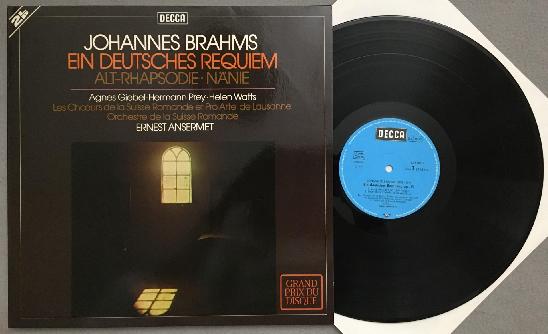 2LP
DECCA
JOHANNES BRAHMS
EIN DEUTSCHES REQUIEM
ALT-RHAPSODIE · NÄNIE
Agnes Giebel · Hermann Prey · Helen Watts
Les Chœurs de la Suisse Romande et Pro Arte de Lausanne
Orchestre de la Suisse Romande
ERNEST ANSERMET
GRAND
PRIX DU
DISQUE
DECCA